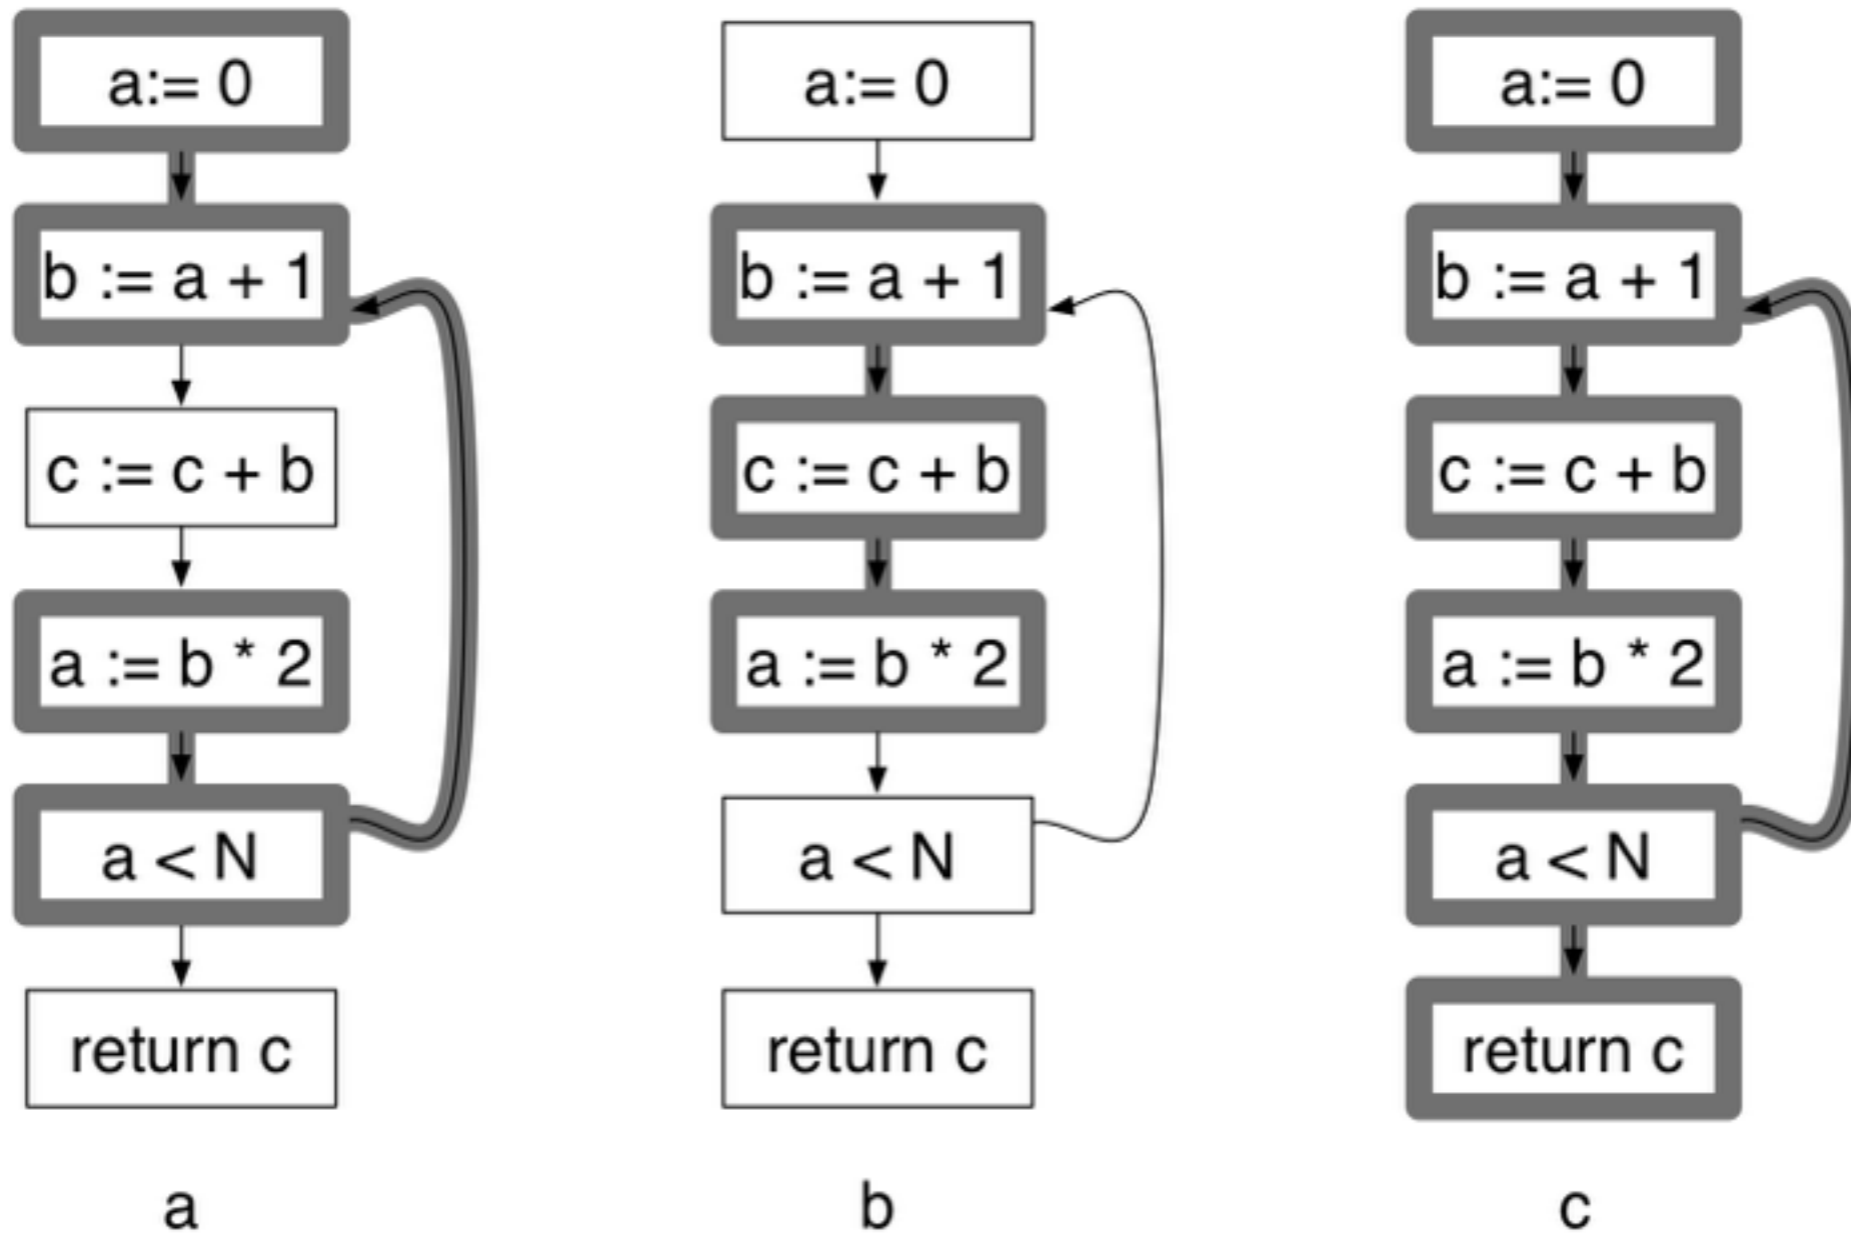 a:= 0
b := a + 1
c := c + b
a := b * 2
a < N
return c
a
a:= 0
b := a + 1
c := c + b
a := b * 2
a < N
return c
b
a:= 0
b := a + 1
c := c + b
a := b * 2
a < N
return c
c